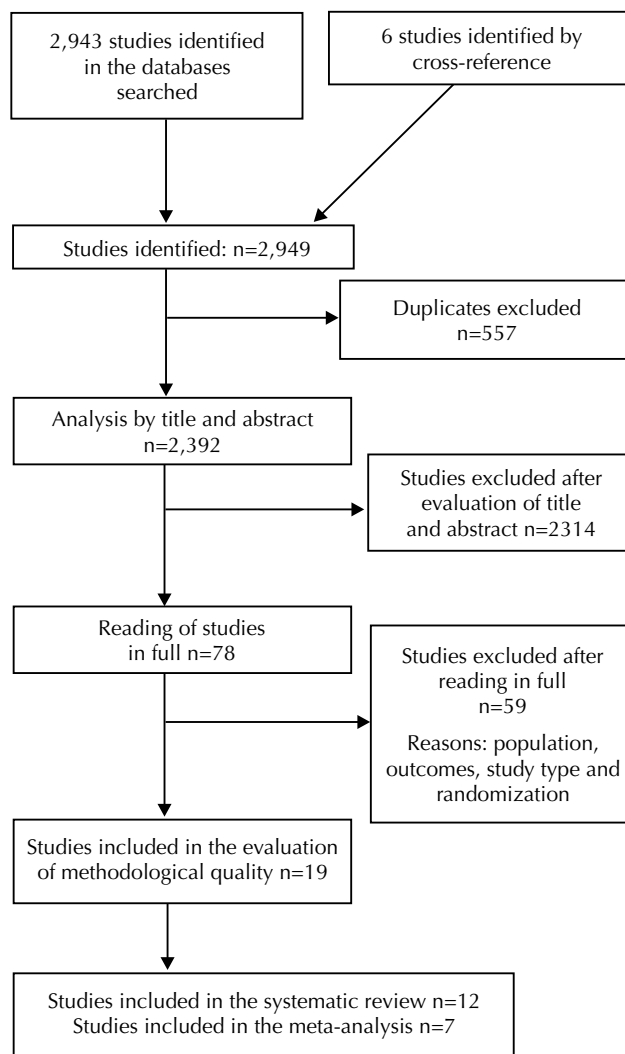 2,943 studies identified
in the databases
searched
6 studies identified by
cross-reference
Studies identified: n=2,949
Duplicates excluded
n=557
Analysis by title and abstract
n=2,392
Studies excluded after
evaluation of title
and abstract n=2314
Reading of studies
in full n=78
Studies excluded after
reading in full
n=59
Reasons: population,
outcomes, study type and
randomization
Studies included in the evaluation
of methodological quality n=19
Studies included in the systematic review n=12
Studies included in the meta-analysis n=7